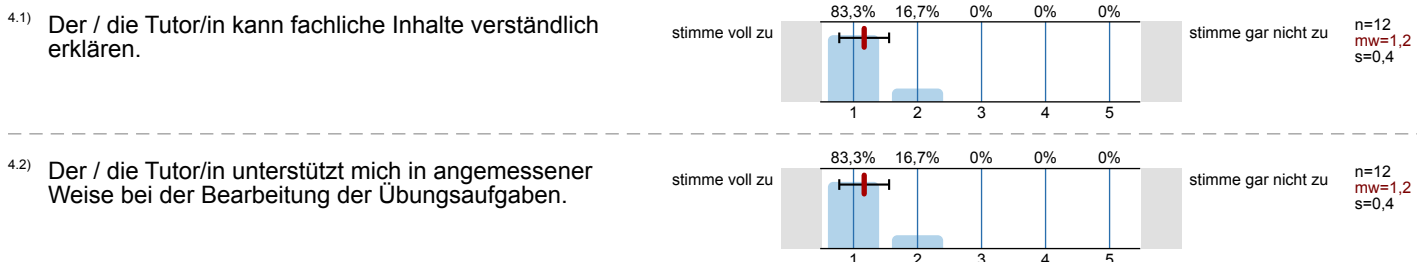 4.1) Der / die Tutor/in kann fachliche Inhalte verständlich
erklären.
83,3% 16,7% 0% 0% 0%
stimme voll zu
stimme gar nicht zu
1 2 3 4 5
n=12
mw=1,2
s=0,4
4.2) Der / die Tutor/in unterstützt mich in angemessener
Weise bei der Bearbeitung der Übungsaufgaben.
83,3% 16,7% 0% 0% 0%
stimme voll zu
stimme gar nicht zu
1 2 3 4 5
n=12
mw=1,2
s=0,4